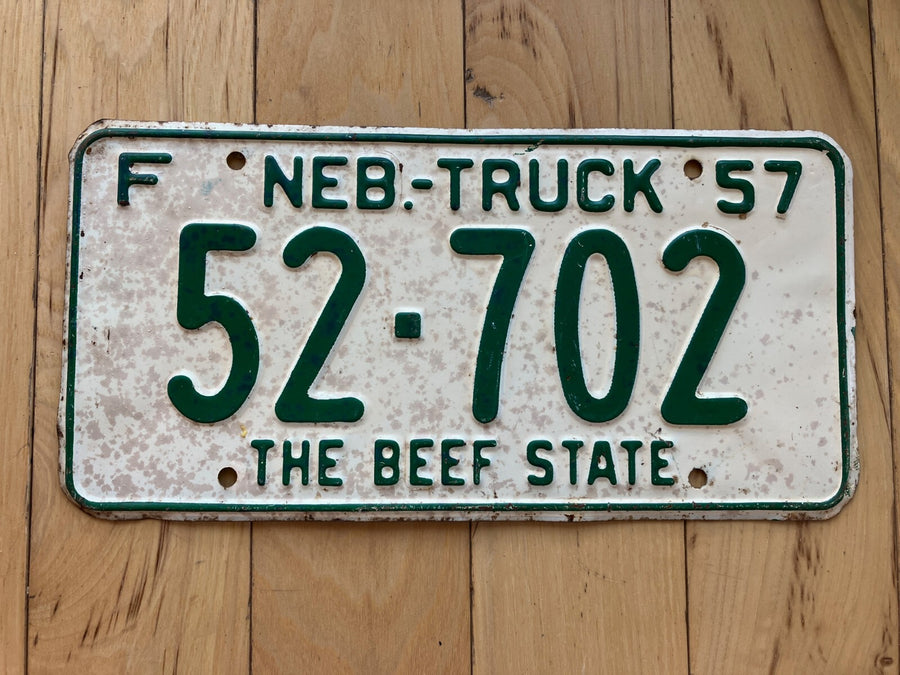 F NEB.-TRUCK 57
52·702
THE BEEF STATE